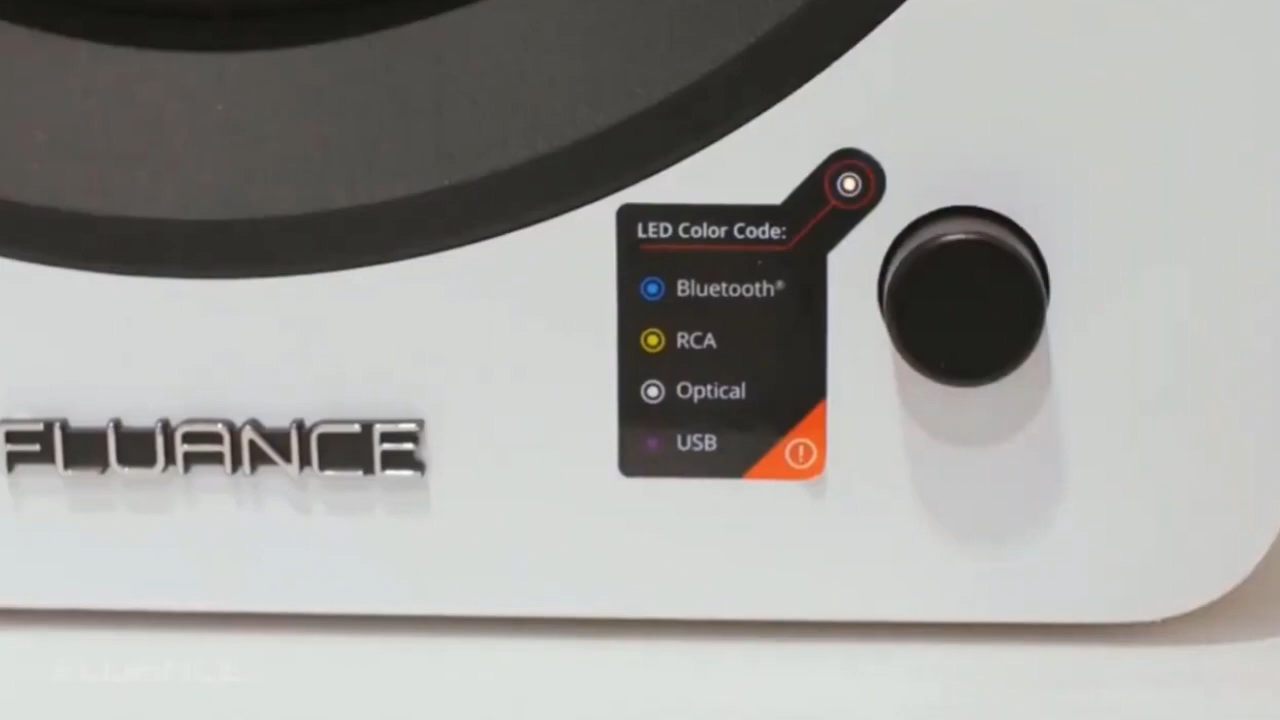 LED Color Code:
Bluetooth®
RCA
Optical
USB
!
FLUANCE